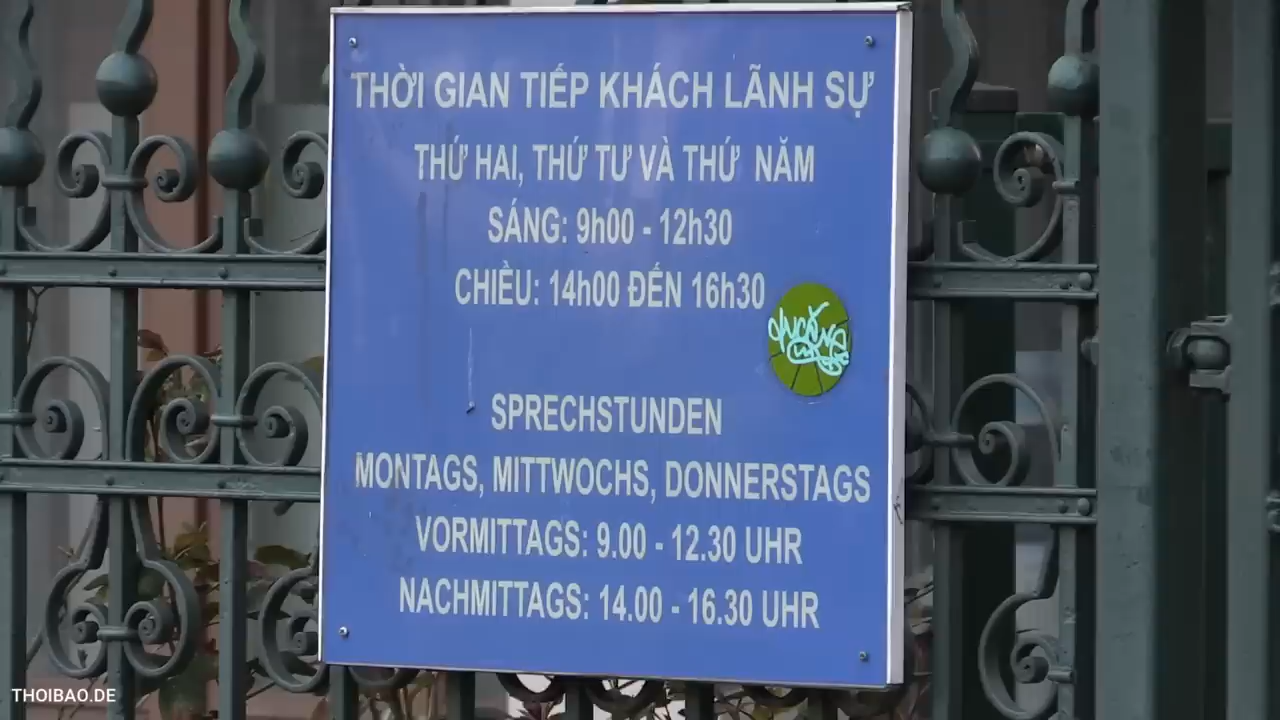 THỜI GIAN TIẾP KHÁCH LÃNH SỰ
THỨ HAI, THỨ TƯ VÀ THỨ NĂM
SÁNG: 9h00 - 12h30
CHIỀU: 14h00 ĐẾN 16h30
SPRECHSTUNDEN
MONTAGS, MITTWOCHS, DONNERSTAGS
VORMITTAGS: 9.00 - 12.30 UHR
NACHMITTAGS: 14.00 - 16.30 UHR
THOIBAO.DE